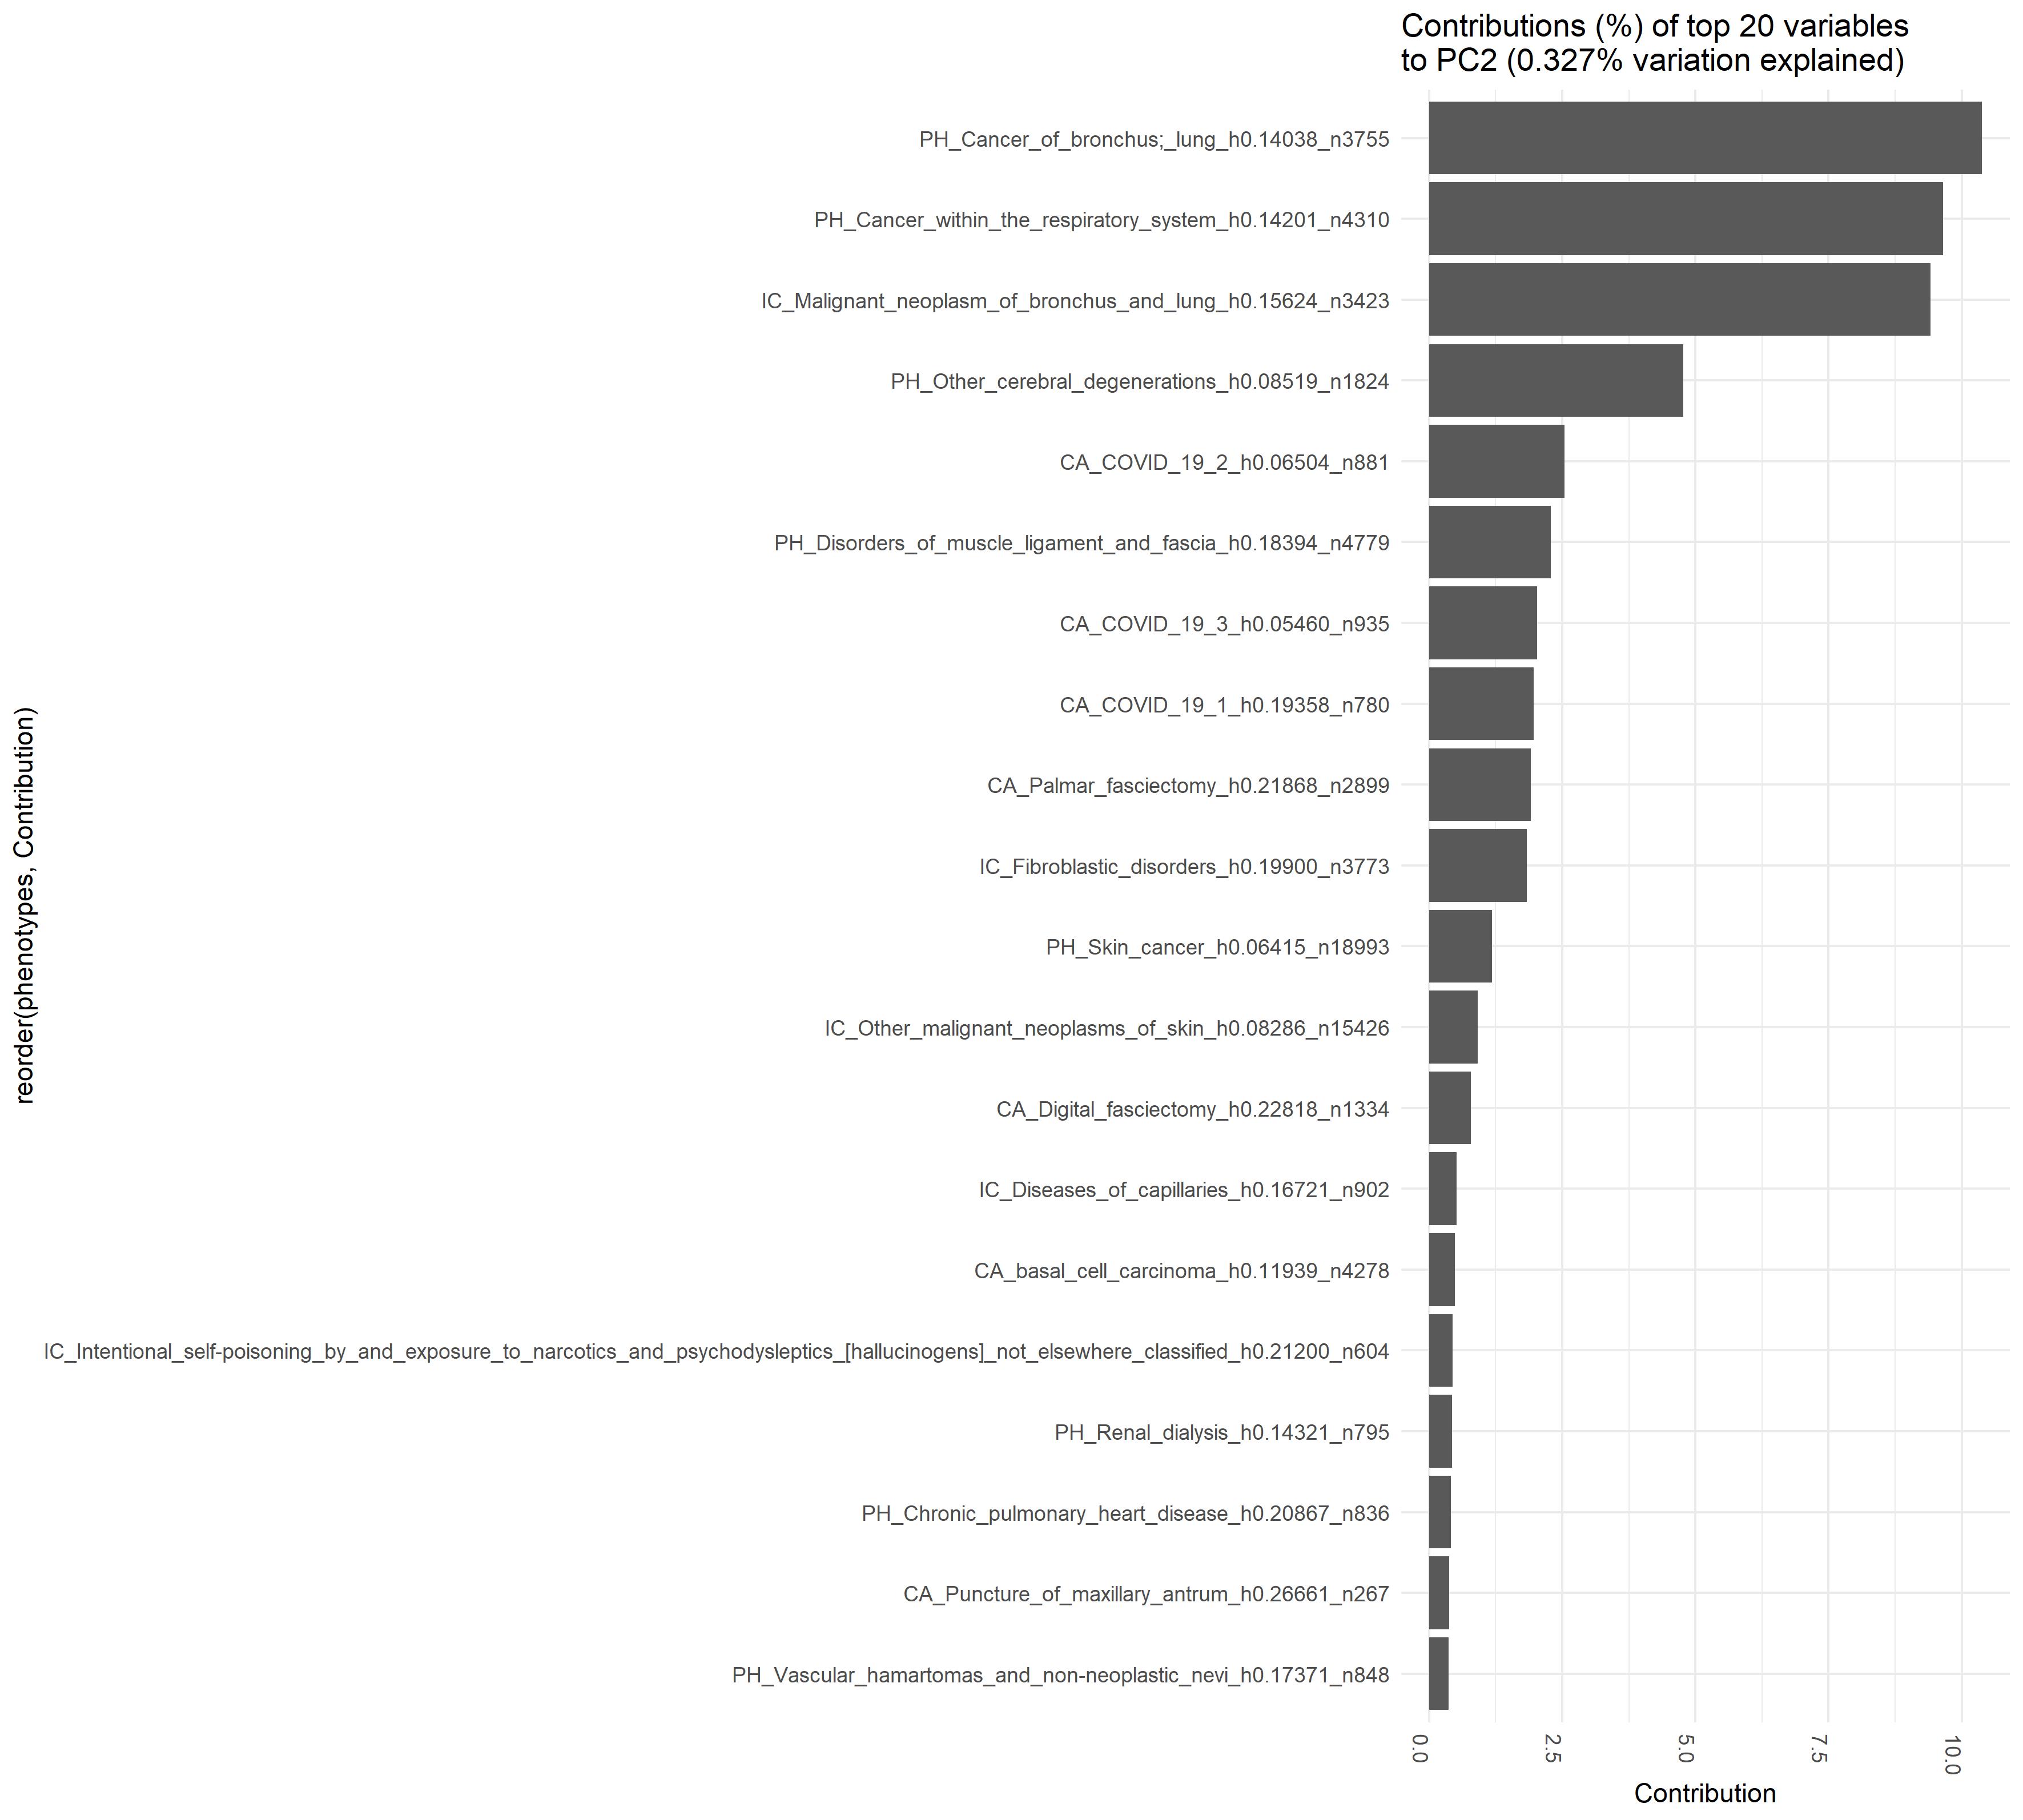 Contributions (%) of top 20 variables
to PC2 (0.327% variation explained)
PH_Cancer_of_bronchus;_lung_h0.14038_n3755
PH_Cancer_within_the_respiratory_system_h0.14201_n4310
IC_Malignant_neoplasm_of_bronchus_and_lung_h0.15624_n3423
PH_Other_cerebral_degenerations_h0.08519_n1824
CA_COVID_19_2_h0.06504_n881
PH_Disorders_of_muscle_ligament_and_fascia_h0.18394_n4779
CA_COVID_19_3_h0.05460_n935
CA_COVID_19_1_h0.19358_n780
CA_Palmar_fasciectomy_h0.21868_n2899
IC_Fibroblastic_disorders_h0.19900_n3773
PH_Skin_cancer_h0.06415_n18993
IC_Other_malignant_neoplasms_of_skin_h0.08286_n15426
CA_Digital_fasciectomy_h0.22818_n1334
IC_Diseases_of_capillaries_h0.16721_n902
CA_basal_cell_carcinoma_h0.11939_n4278
IC_Intentional_self-poisoning_by_and_exposure_to_narcotics_and_psychodysleptics_[hallucinogens]_not_elsewhere_classified_h0.21200_n604
PH_Renal_dialysis_h0.14321_n795
PH_Chronic_pulmonary_heart_disease_h0.20867_n836
CA_Puncture_of_maxillary_antrum_h0.26661_n267
PH_Vascular_hamartomas_and_non-neoplastic_nevi_h0.17371_n848
reorder(phenotypes, Contribution)
0.0
2.5
5.0
7.5
10.0
Contribution